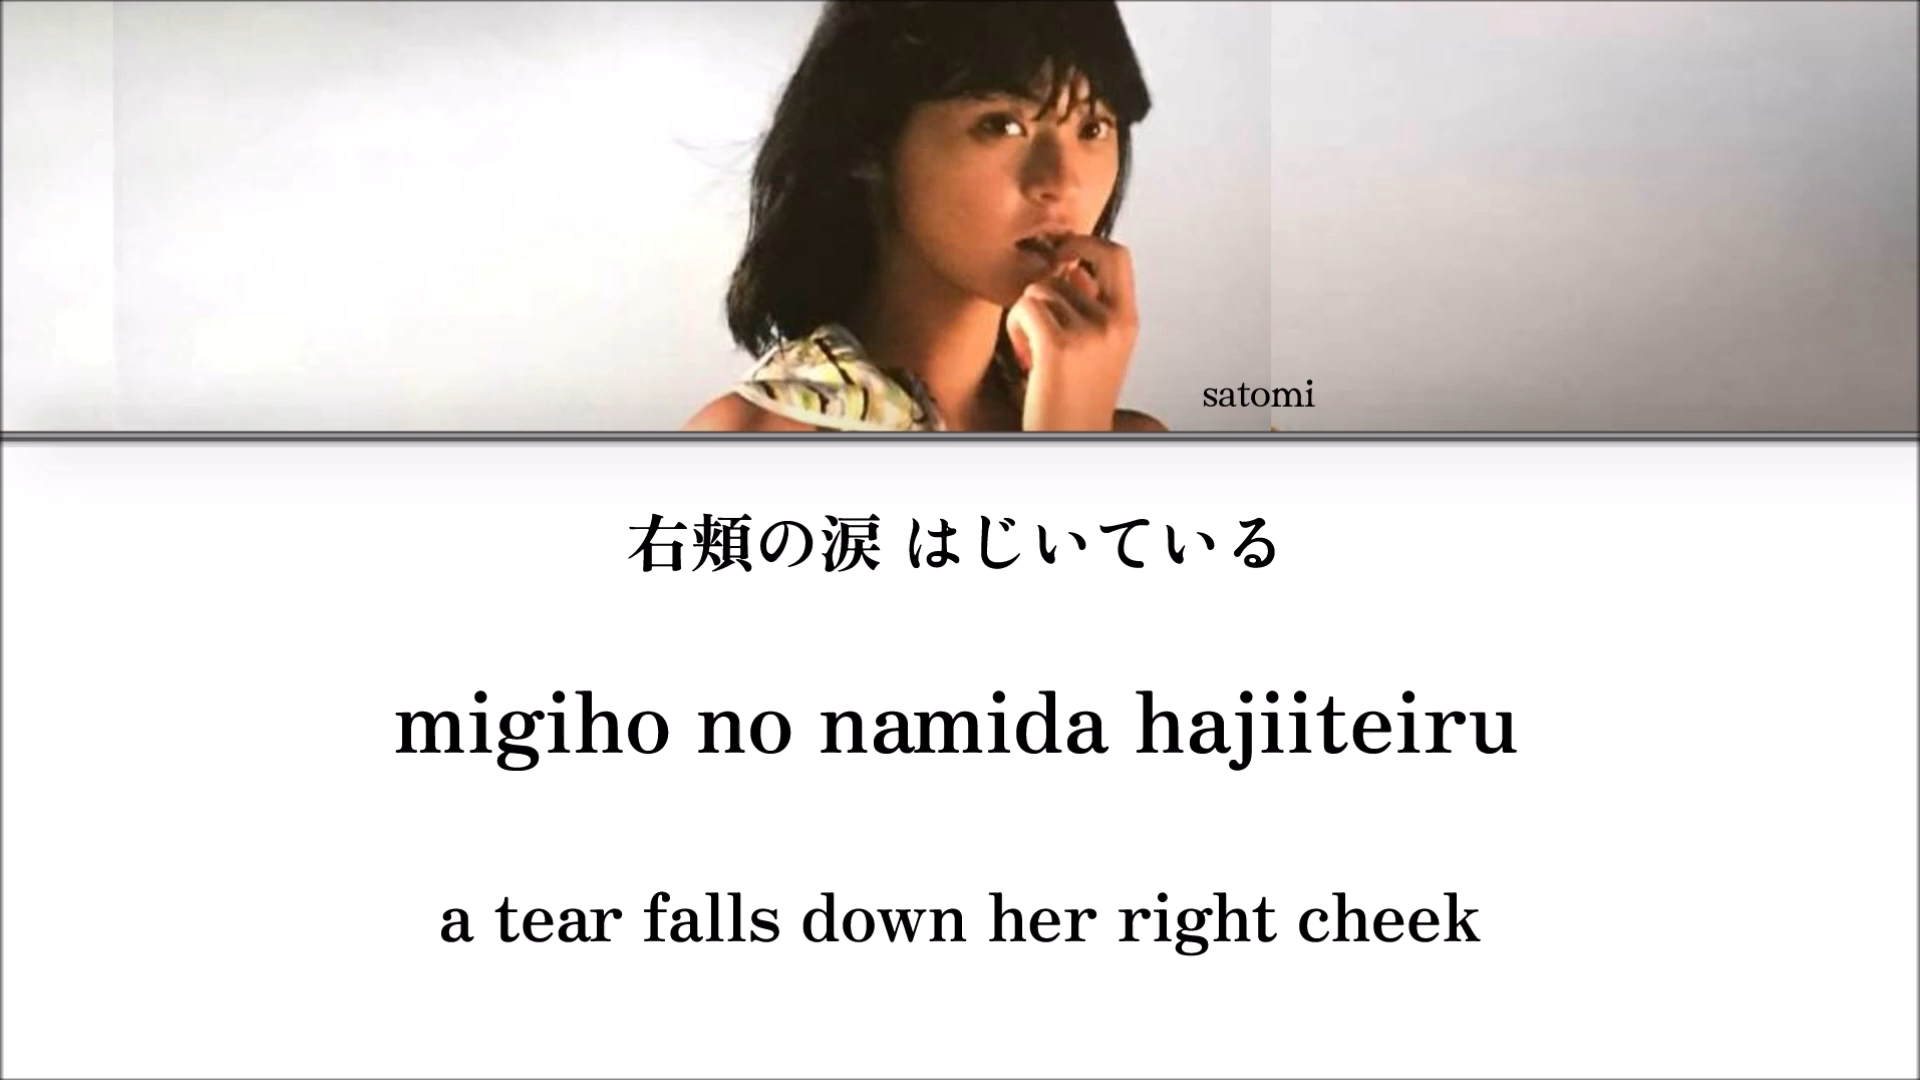 satomi
右頬の涙 はじいている
migiho no namida hajiiteiru
a tear falls down her right cheek